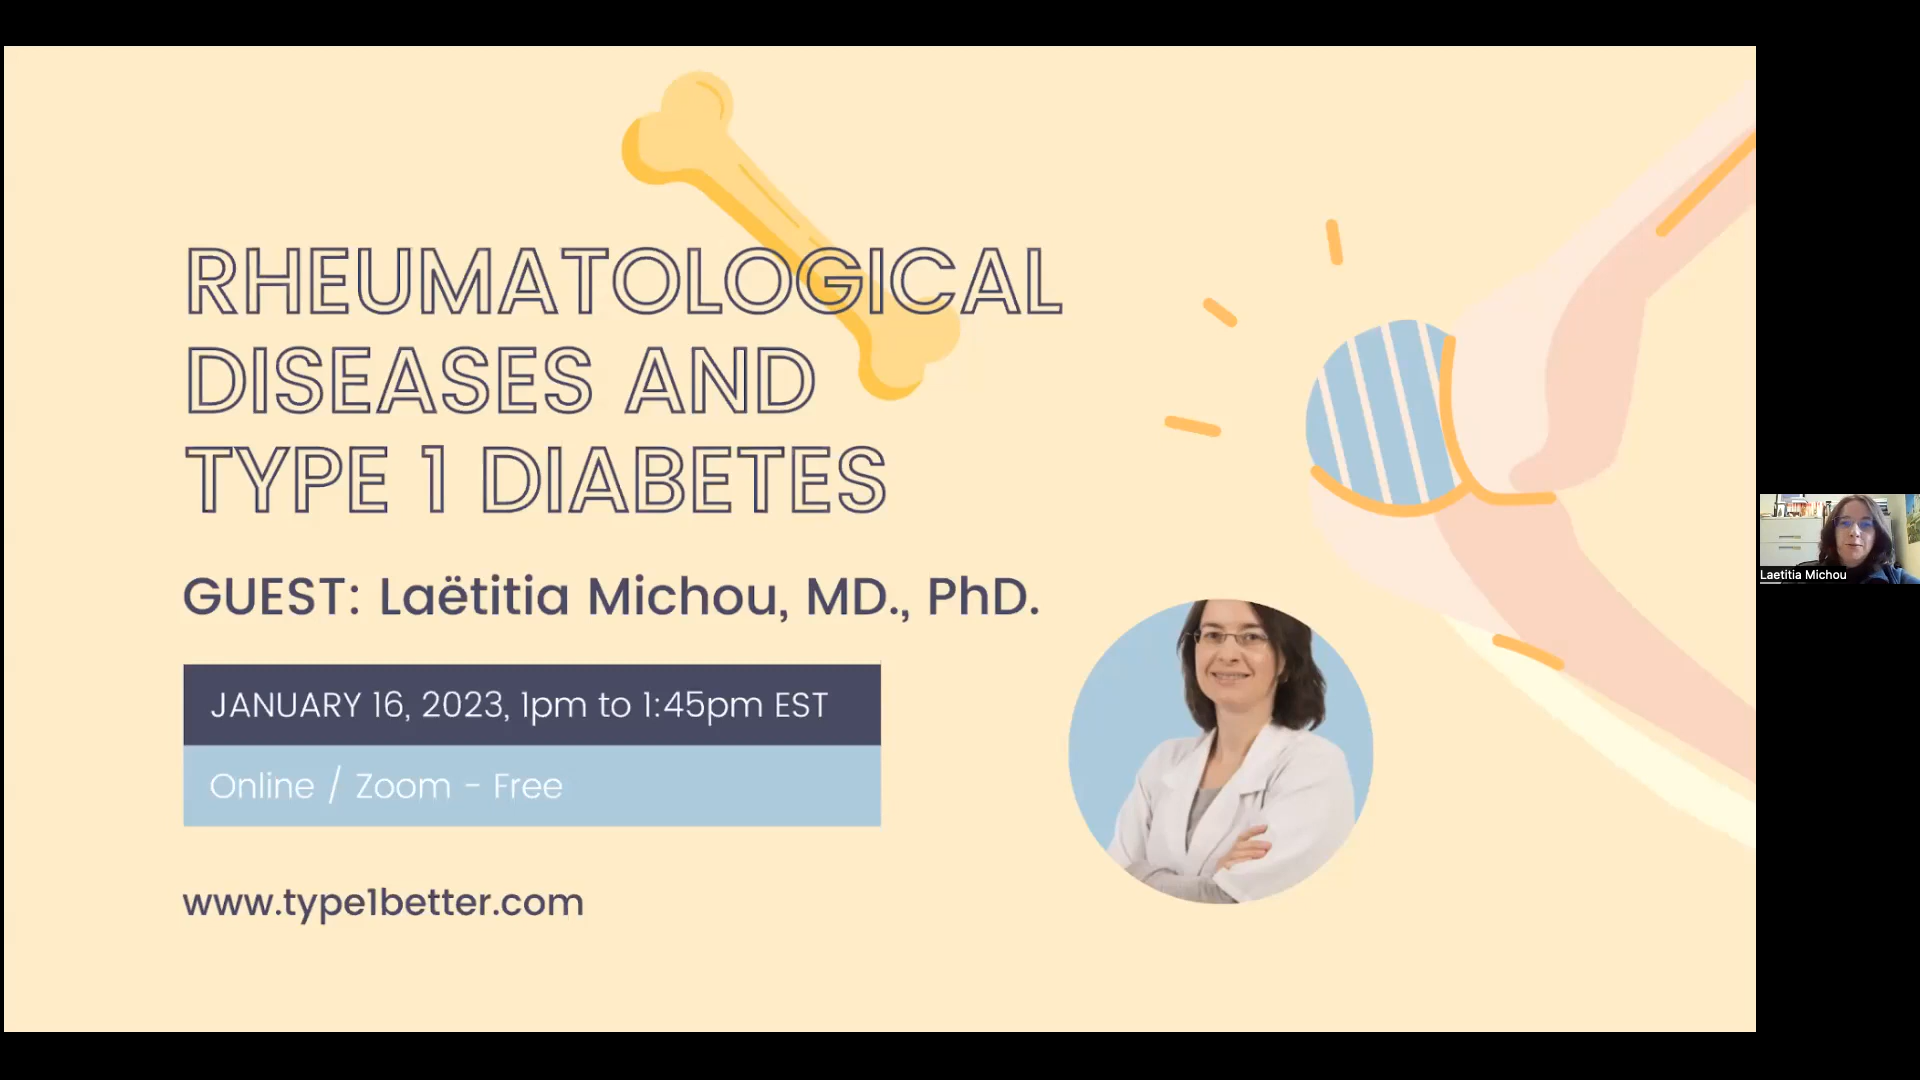 RHEUMATOLOGICAL
DISEASES AND
TYPE 1 DIABETES
GUEST: Laëtitia Michou, MD., PhD.
JANUARY 16, 2023, 1pm to 1:45pm EST
Online / Zoom - Free
www.type1better.com
Laetitia Michou